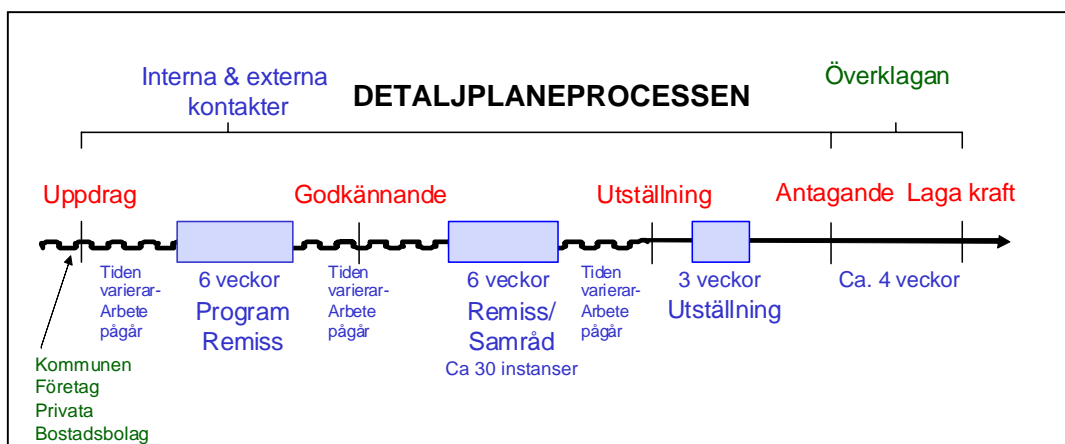 Interna & externa
kontakter
DETALJPLANEPROCESSEN
Överklagan
Uppdrag
Godkännande
Utställning
Antagande
Laga kraft
Tiden
varierar-
Arbete
pågår
6 veckor
Program
Remiss
Tiden
varierar-
Arbete
pågår
6 veckor
Remiss/
Samråd
Ca 30 instanser
Tiden
varierar-
Arbete
pågår
3 veckor
Utställning
Ca. 4 veckor
Kommunen
Företag
Privata
Bostadsbolag